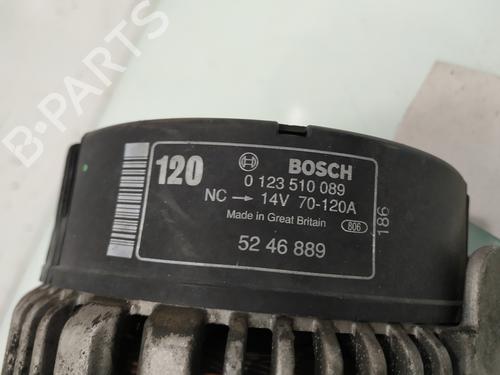 120
BOSCH
0 123 510 089
NC → 14V 70-120A
Made in Great Britain
806
186
52 46 889
B-PARTS